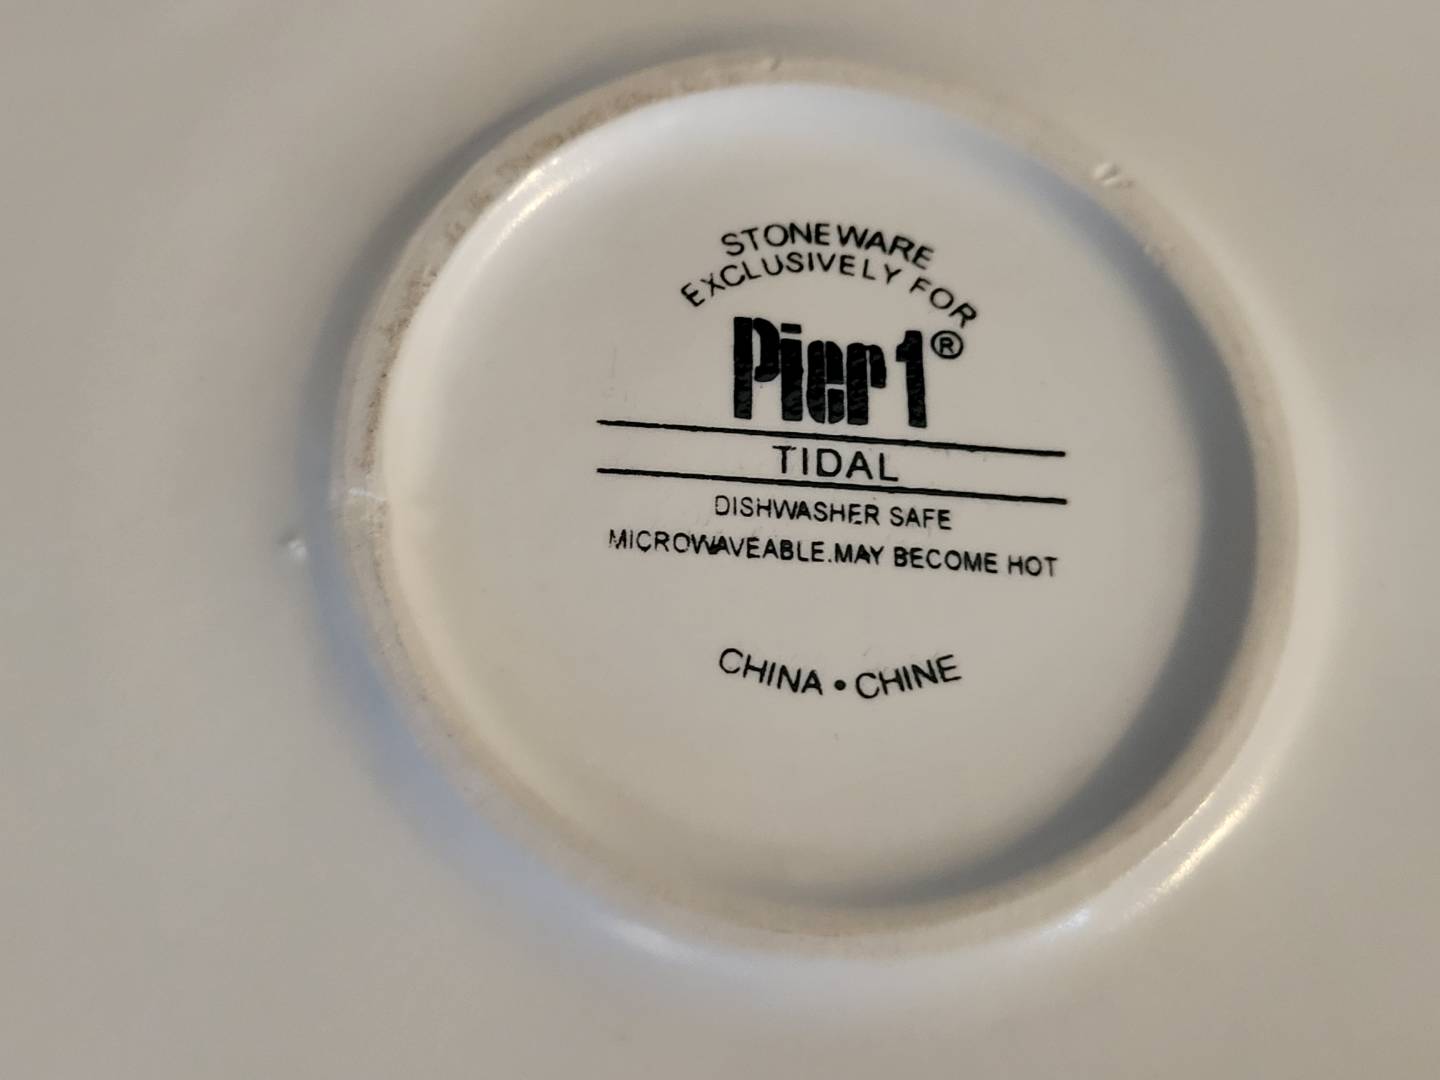 STONEWARE
EXCLUSIVELY FOR
Pier 1®
TIDAL
DISHWASHER SAFE
MICROWAVEABLE.MAY BECOME HOT
CHINA • CHINE